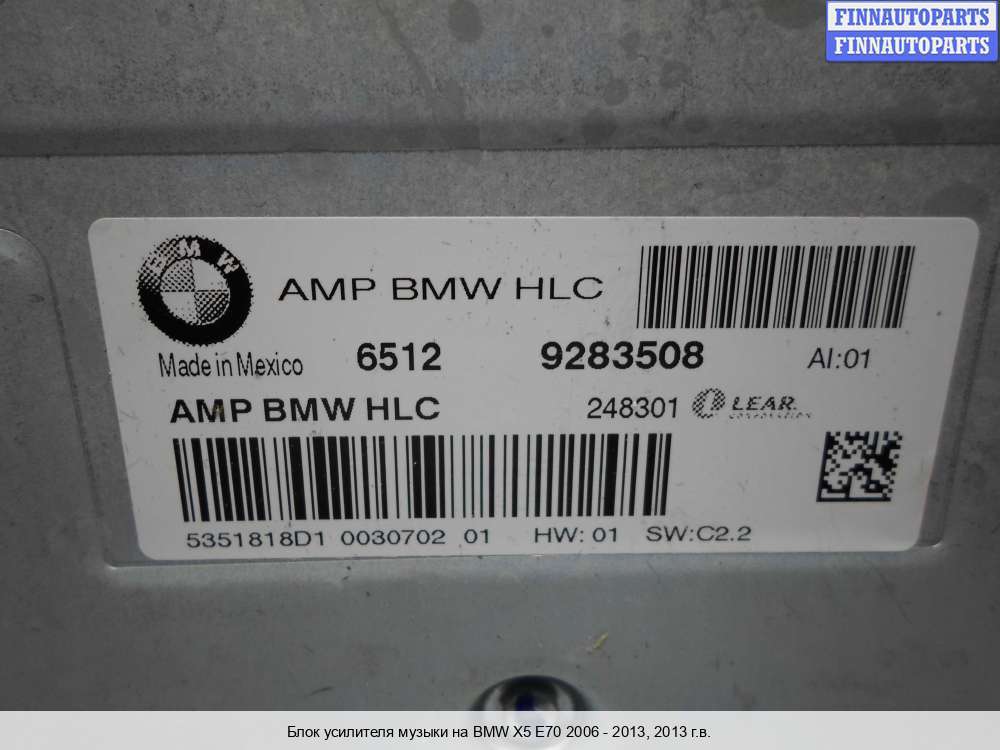 FINNAUTOPARTS
FINNAUTOPARTS
BMW
AMP BMW HLC
Made in Mexico 6512 9283508 AI:01
AMP BMW HLC 248301 LEAR.
CORPORATION
5351818D1 0030702 01 HW: 01 SW:C2.2
Блок усилителя музыки на BMW X5 E70 2006 - 2013, 2013 г.в.